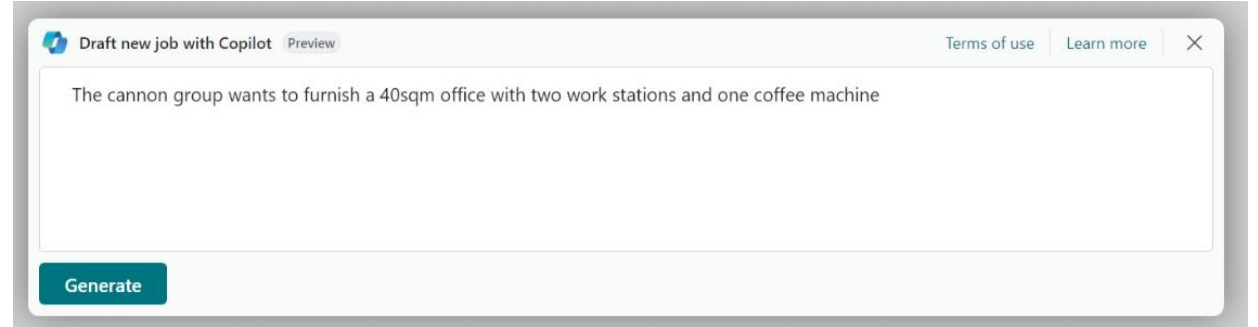 Draft new job with Copilot Preview Terms of use Learn more
The cannon group wants to furnish a 40sqm office with two work stations and one coffee machine
Generate